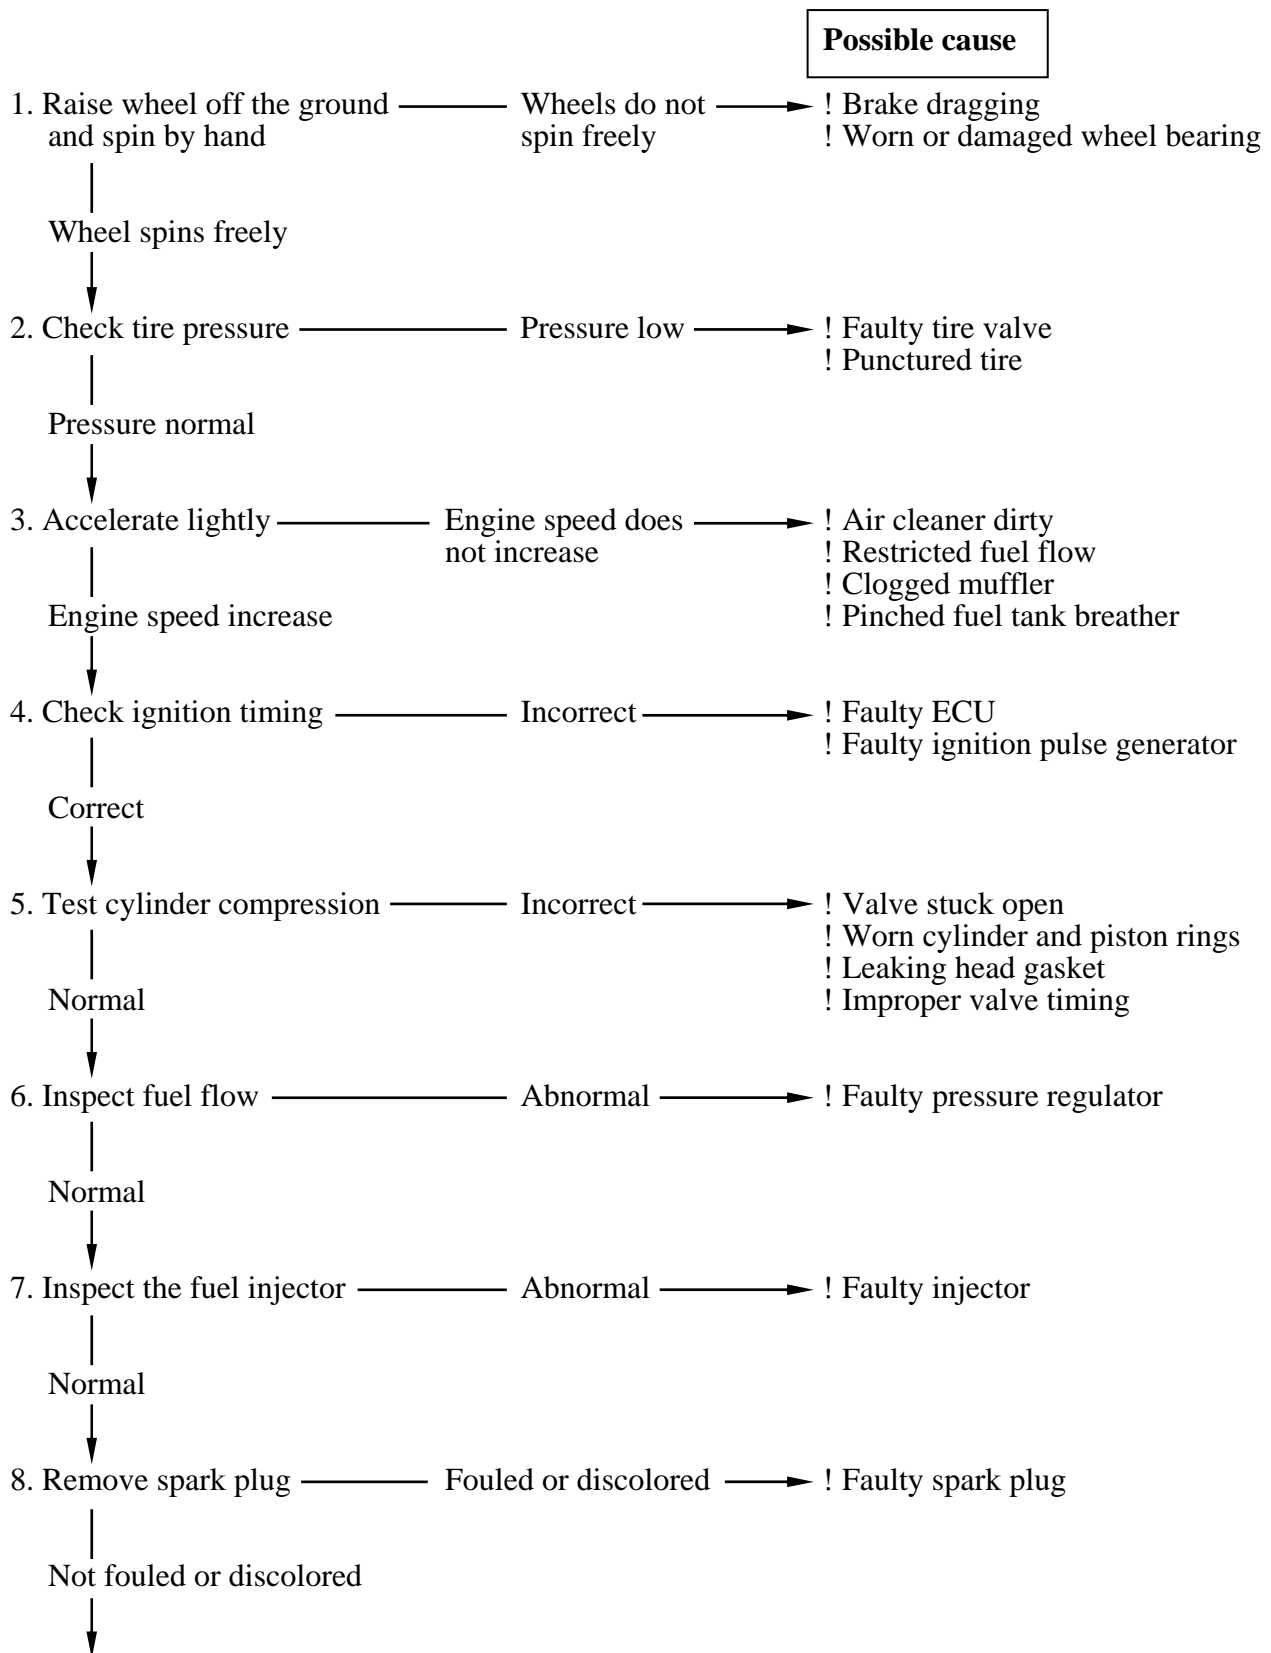 Possible cause
1. Raise wheel off the ground Wheels do not ! Brake dragging
and spin by hand spin freely ! Worn or damaged wheel bearing
Wheel spins freely
2. Check tire pressure Pressure low ! Faulty tire valve
! Punctured tire
Pressure normal
3. Accelerate lightly Engine speed does ! Air cleaner dirty
not increase ! Restricted fuel flow
! Clogged muffler
Engine speed increase ! Pinched fuel tank breather
4. Check ignition timing Incorrect ! Faulty ECU
! Faulty ignition pulse generator
Correct
5. Test cylinder compression Incorrect ! Valve stuck open
! Worn cylinder and piston rings
! Leaking head gasket
Normal ! Improper valve timing
6. Inspect fuel flow Abnormal ! Faulty pressure regulator
Normal
7. Inspect the fuel injector Abnormal ! Faulty injector
Normal
8. Remove spark plug Fouled or discolored ! Faulty spark plug
Not fouled or discolored